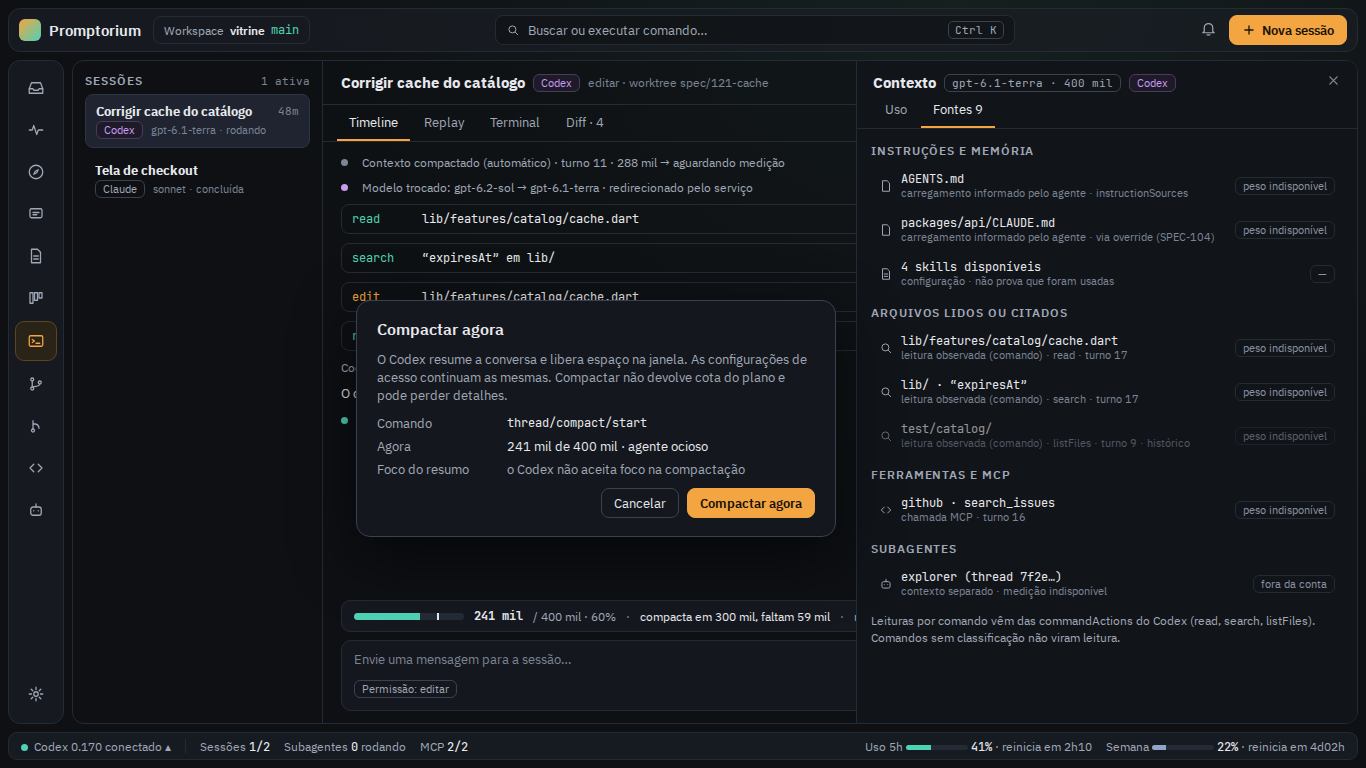 Promptorium
Workspace vitrine main
Buscar ou executar comando...
Ctrl K
Nova sessão
SESSÕES
1 ativa
Corrigir cache do catálogo
48m
Codex
gpt-6.1-terra · rodando
Tela de checkout
Claude
sonnet · concluída
Corrigir cache do catálogo
Codex
editar · worktree spec/121-cache
Timeline
Replay
Terminal
Diff · 4
Contexto compactado (automático) · turno 11 · 288 mil → aguardando medição
Modelo trocado: gpt-6.2-sol → gpt-6.1-terra · redirecionado pelo serviço
read lib/features/catalog/cache.dart
search “expiresAt” em lib/
edit lib/features/catalog/cache.dart
Compactar agora
O Codex resume a conversa e libera espaço na janela. As configurações de
acesso continuam as mesmas. Compactar não devolve cota do plano e
pode perder detalhes.
Comando thread/compact/start
Agora 241 mil de 400 mil · agente ocioso
Foco do resumo o Codex não aceita foco na compactação
Cancelar
Compactar agora
241 mil / 400 mil · 60% · compacta em 300 mil, faltam 59 mil ·
Envie uma mensagem para a sessão...
Permissão: editar
Contexto
gpt-6.1-terra · 400 mil
Codex
Uso
Fontes 9
INSTRUÇÕES E MEMÓRIA
AGENTS.md
carregamento informado pelo agente · instructionSources
peso indisponível
packages/api/CLAUDE.md
carregamento informado pelo agente · via override (SPEC-104)
peso indisponível
4 skills disponíveis
configuração · não prova que foram usadas
—
ARQUIVOS LIDOS OU CITADOS
lib/features/catalog/cache.dart
leitura observada (comando) · read · turno 17
peso indisponível
lib/ · “expiresAt”
leitura observada (comando) · search · turno 17
peso indisponível
test/catalog/
leitura observada (comando) · listFiles · turno 9 · histórico
peso indisponível
FERRAMENTAS E MCP
github · search_issues
chamada MCP · turno 16
peso indisponível
SUBAGENTES
explorer (thread 7f2e…)
contexto separado · medição indisponível
fora da conta
Leituras por comando vêm das commandActions do Codex (read, search, listFiles).
Comandos sem classificação não viram leitura.
Codex 0.170 conectado ▴
Sessões 1/2
Subagentes 0 rodando
MCP 2/2
Uso 5h 41% · reinicia em 2h10
Semana 22% · reinicia em 4d02h